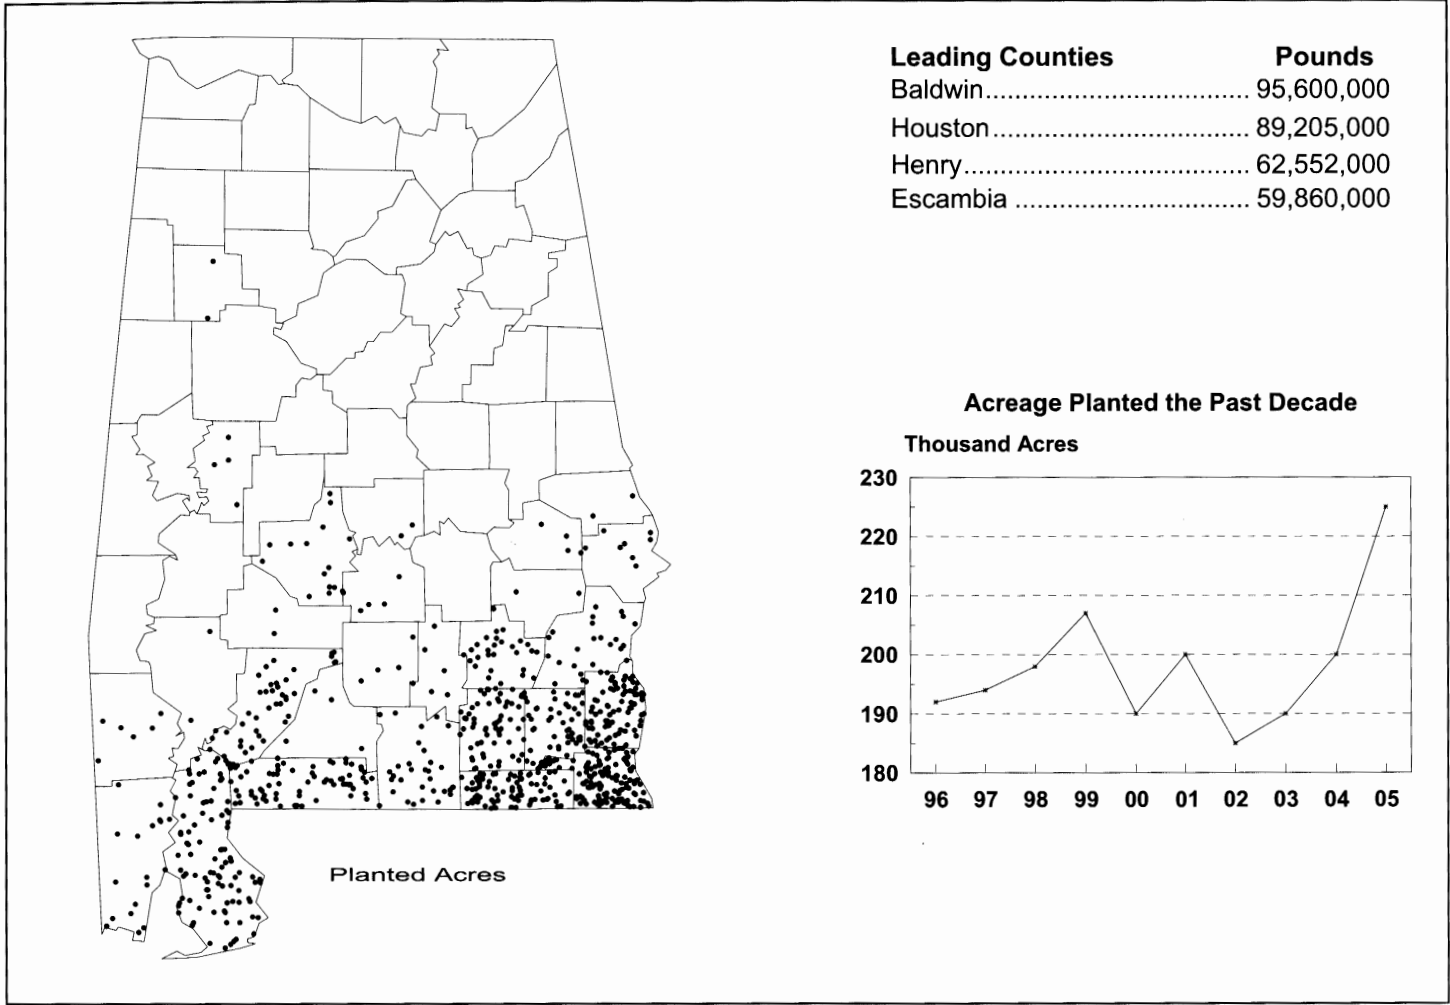 Leading Counties Pounds
Baldwin.................................... 95,600,000
Houston................................... 89,205,000
Henry....................................... 62,552,000
Escambia ................................ 59,860,000
Acreage Planted the Past Decade
Thousand Acres
230
220
210
200
190
180
96 97 98 99 00 01 02 03 04 05
Planted Acres